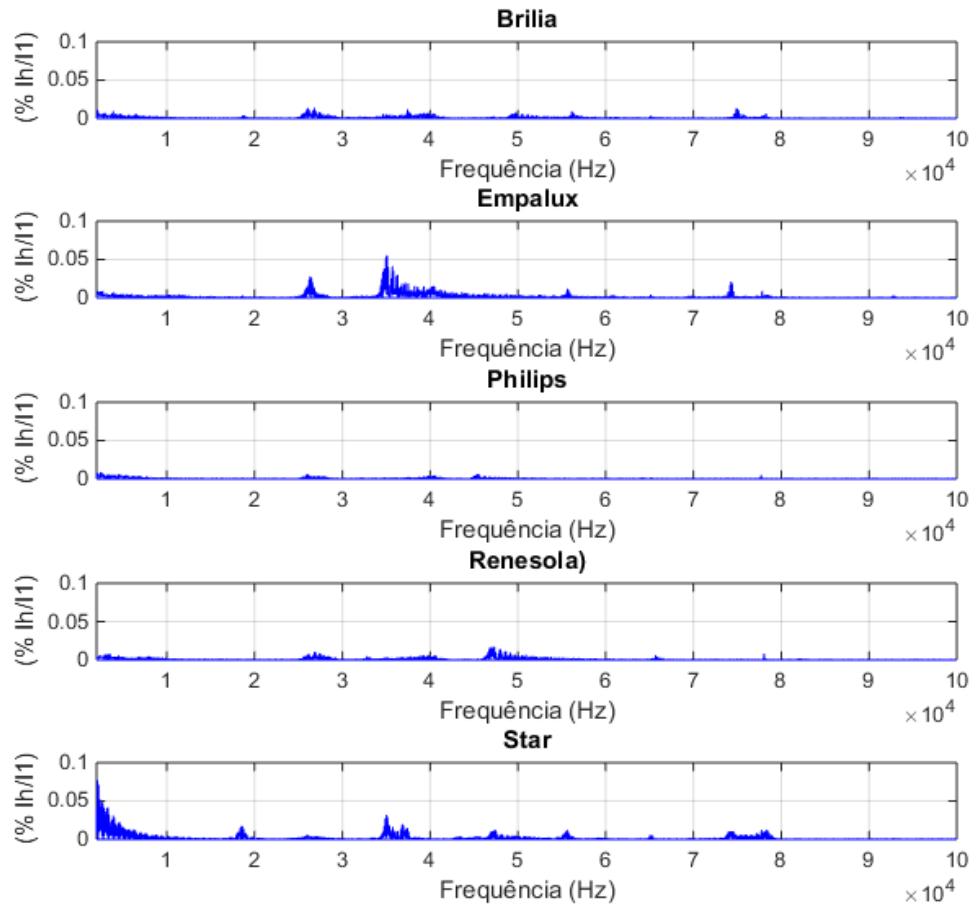 Brilia
(% Ih/I1)
0.1
0.05
0
1 2 3 4 5 6 7 8 9 10
Frequência (Hz)
×10^4
Empalux
(% Ih/I1)
0.1
0.05
0
1 2 3 4 5 6 7 8 9 10
Frequência (Hz)
×10^4
Philips
(% Ih/I1)
0.1
0.05
0
1 2 3 4 5 6 7 8 9 10
Frequência (Hz)
×10^4
Renesola)
(% Ih/I1)
0.1
0.05
0
1 2 3 4 5 6 7 8 9 10
Frequência (Hz)
×10^4
Star
(% Ih/I1)
0.1
0.05
0
1 2 3 4 5 6 7 8 9 10
Frequência (Hz)
×10^4